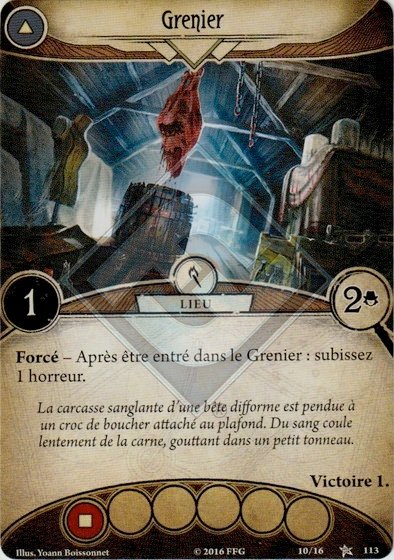 Grenier
1
2
LIEU
Forcé – Après être entré dans le Grenier : subissez
1 horreur.
La carcasse sanglante d'une bête difforme est pendue à
un croc de boucher attaché au plafond. Du sang coule
lentement de la carne, gouttant dans un petit tonneau.
Victoire 1.
Illus. Yoann Boissonnet
© 2016 FFG
10/16
113